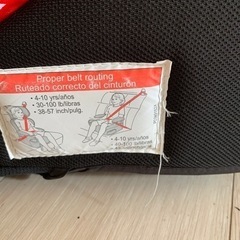 Proper belt routing
Ruteado correcto del cinturón
• 4-10 yrs/años
• 30-100 lb/libras
• 38-57 inch/pulg.
• 4-10 yrs/años